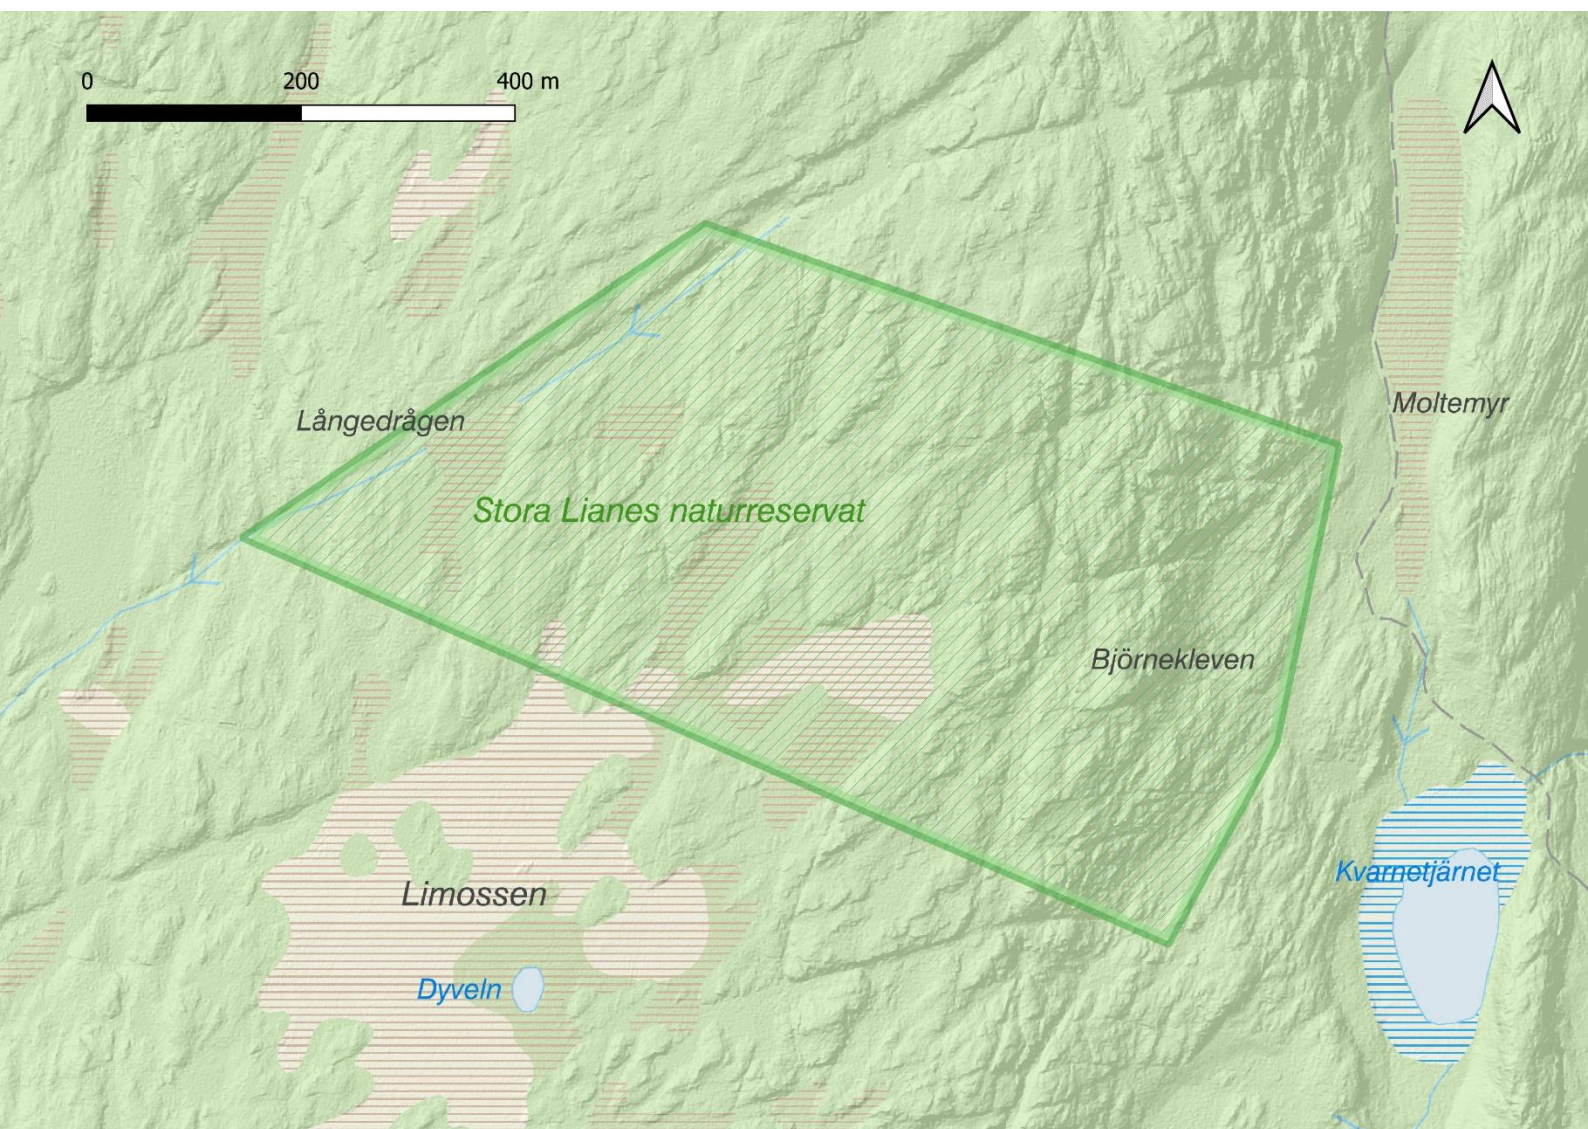 0 200 400 m
Moltemyr
Långedrågen
Stora Lianes naturreservat
Björnekleven
Kvarnetjärnet
Limossen
Dyveln